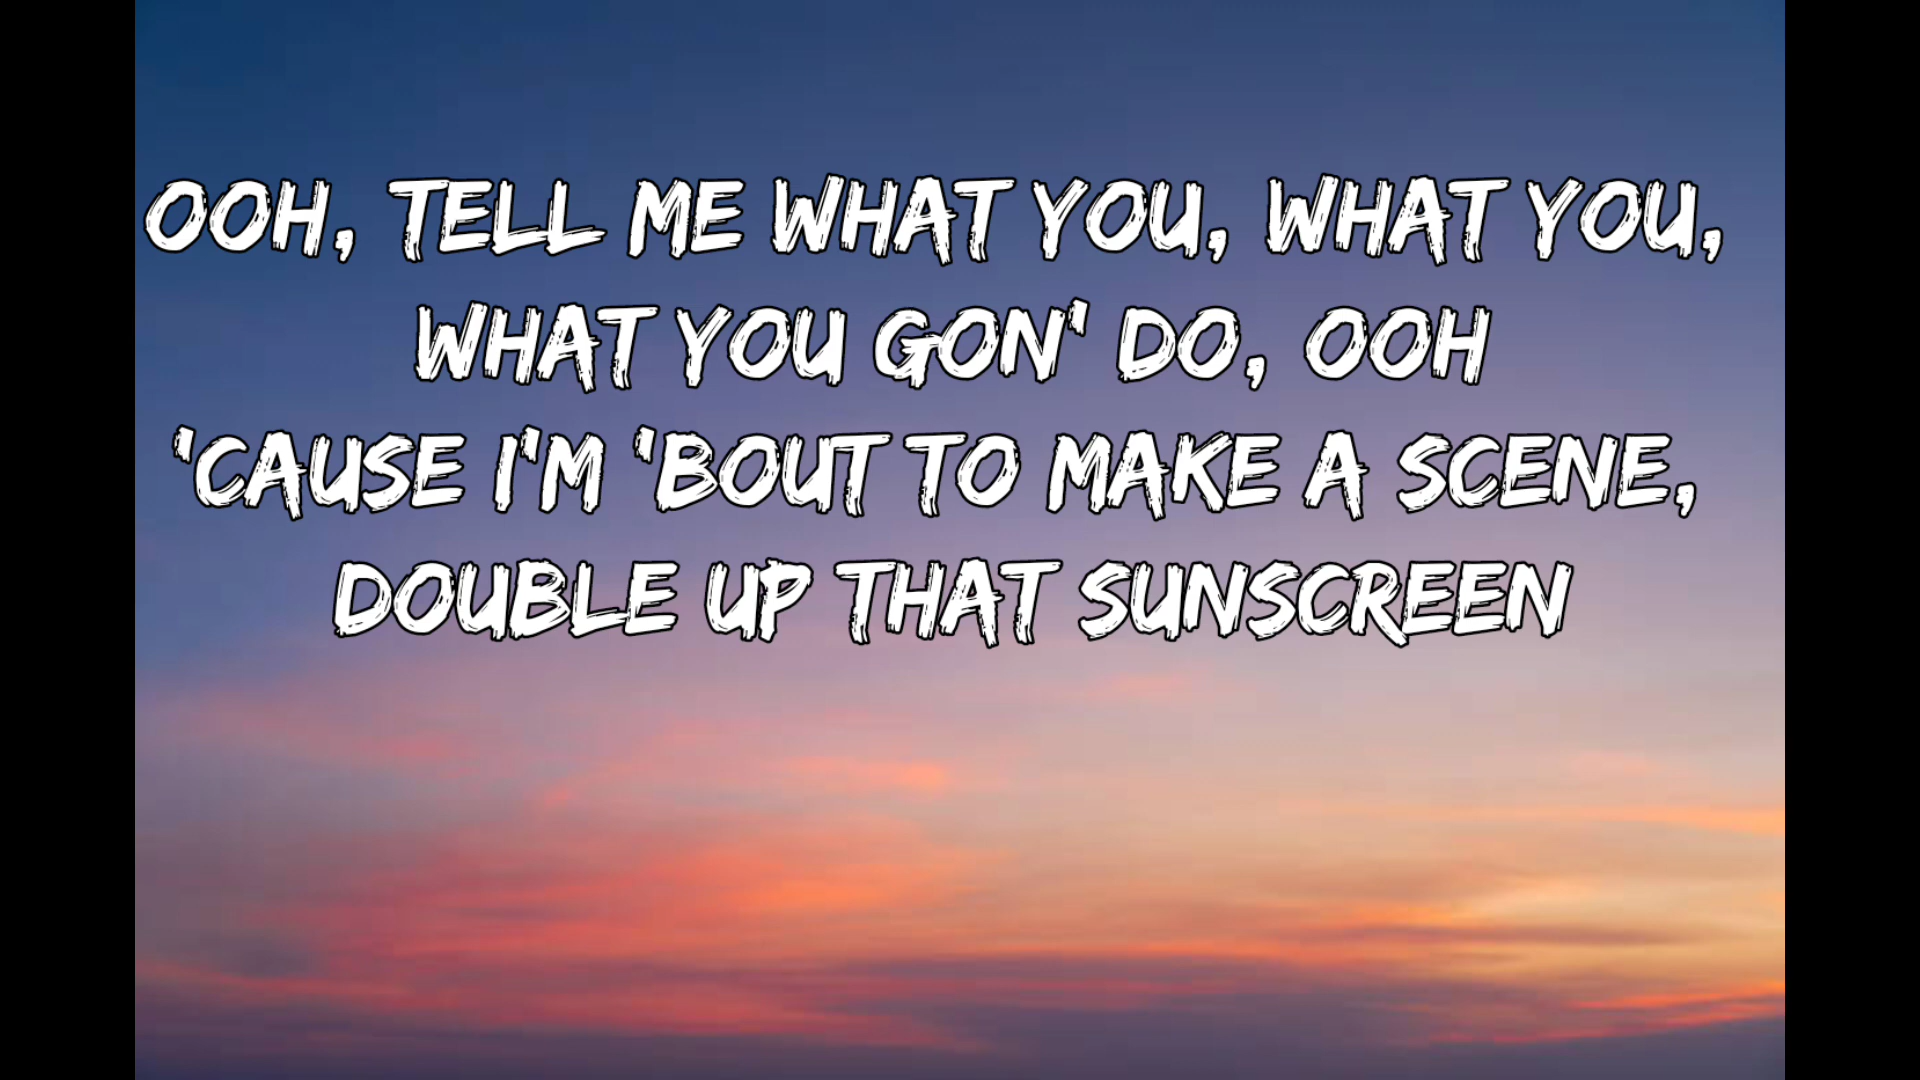 OOH, TELL ME WHAT YOU, WHAT YOU,
WHAT YOU GON' DO, OOH
'CAUSE I'M 'BOUT TO MAKE A SCENE,
DOUBLE UP THAT SUNSCREEN